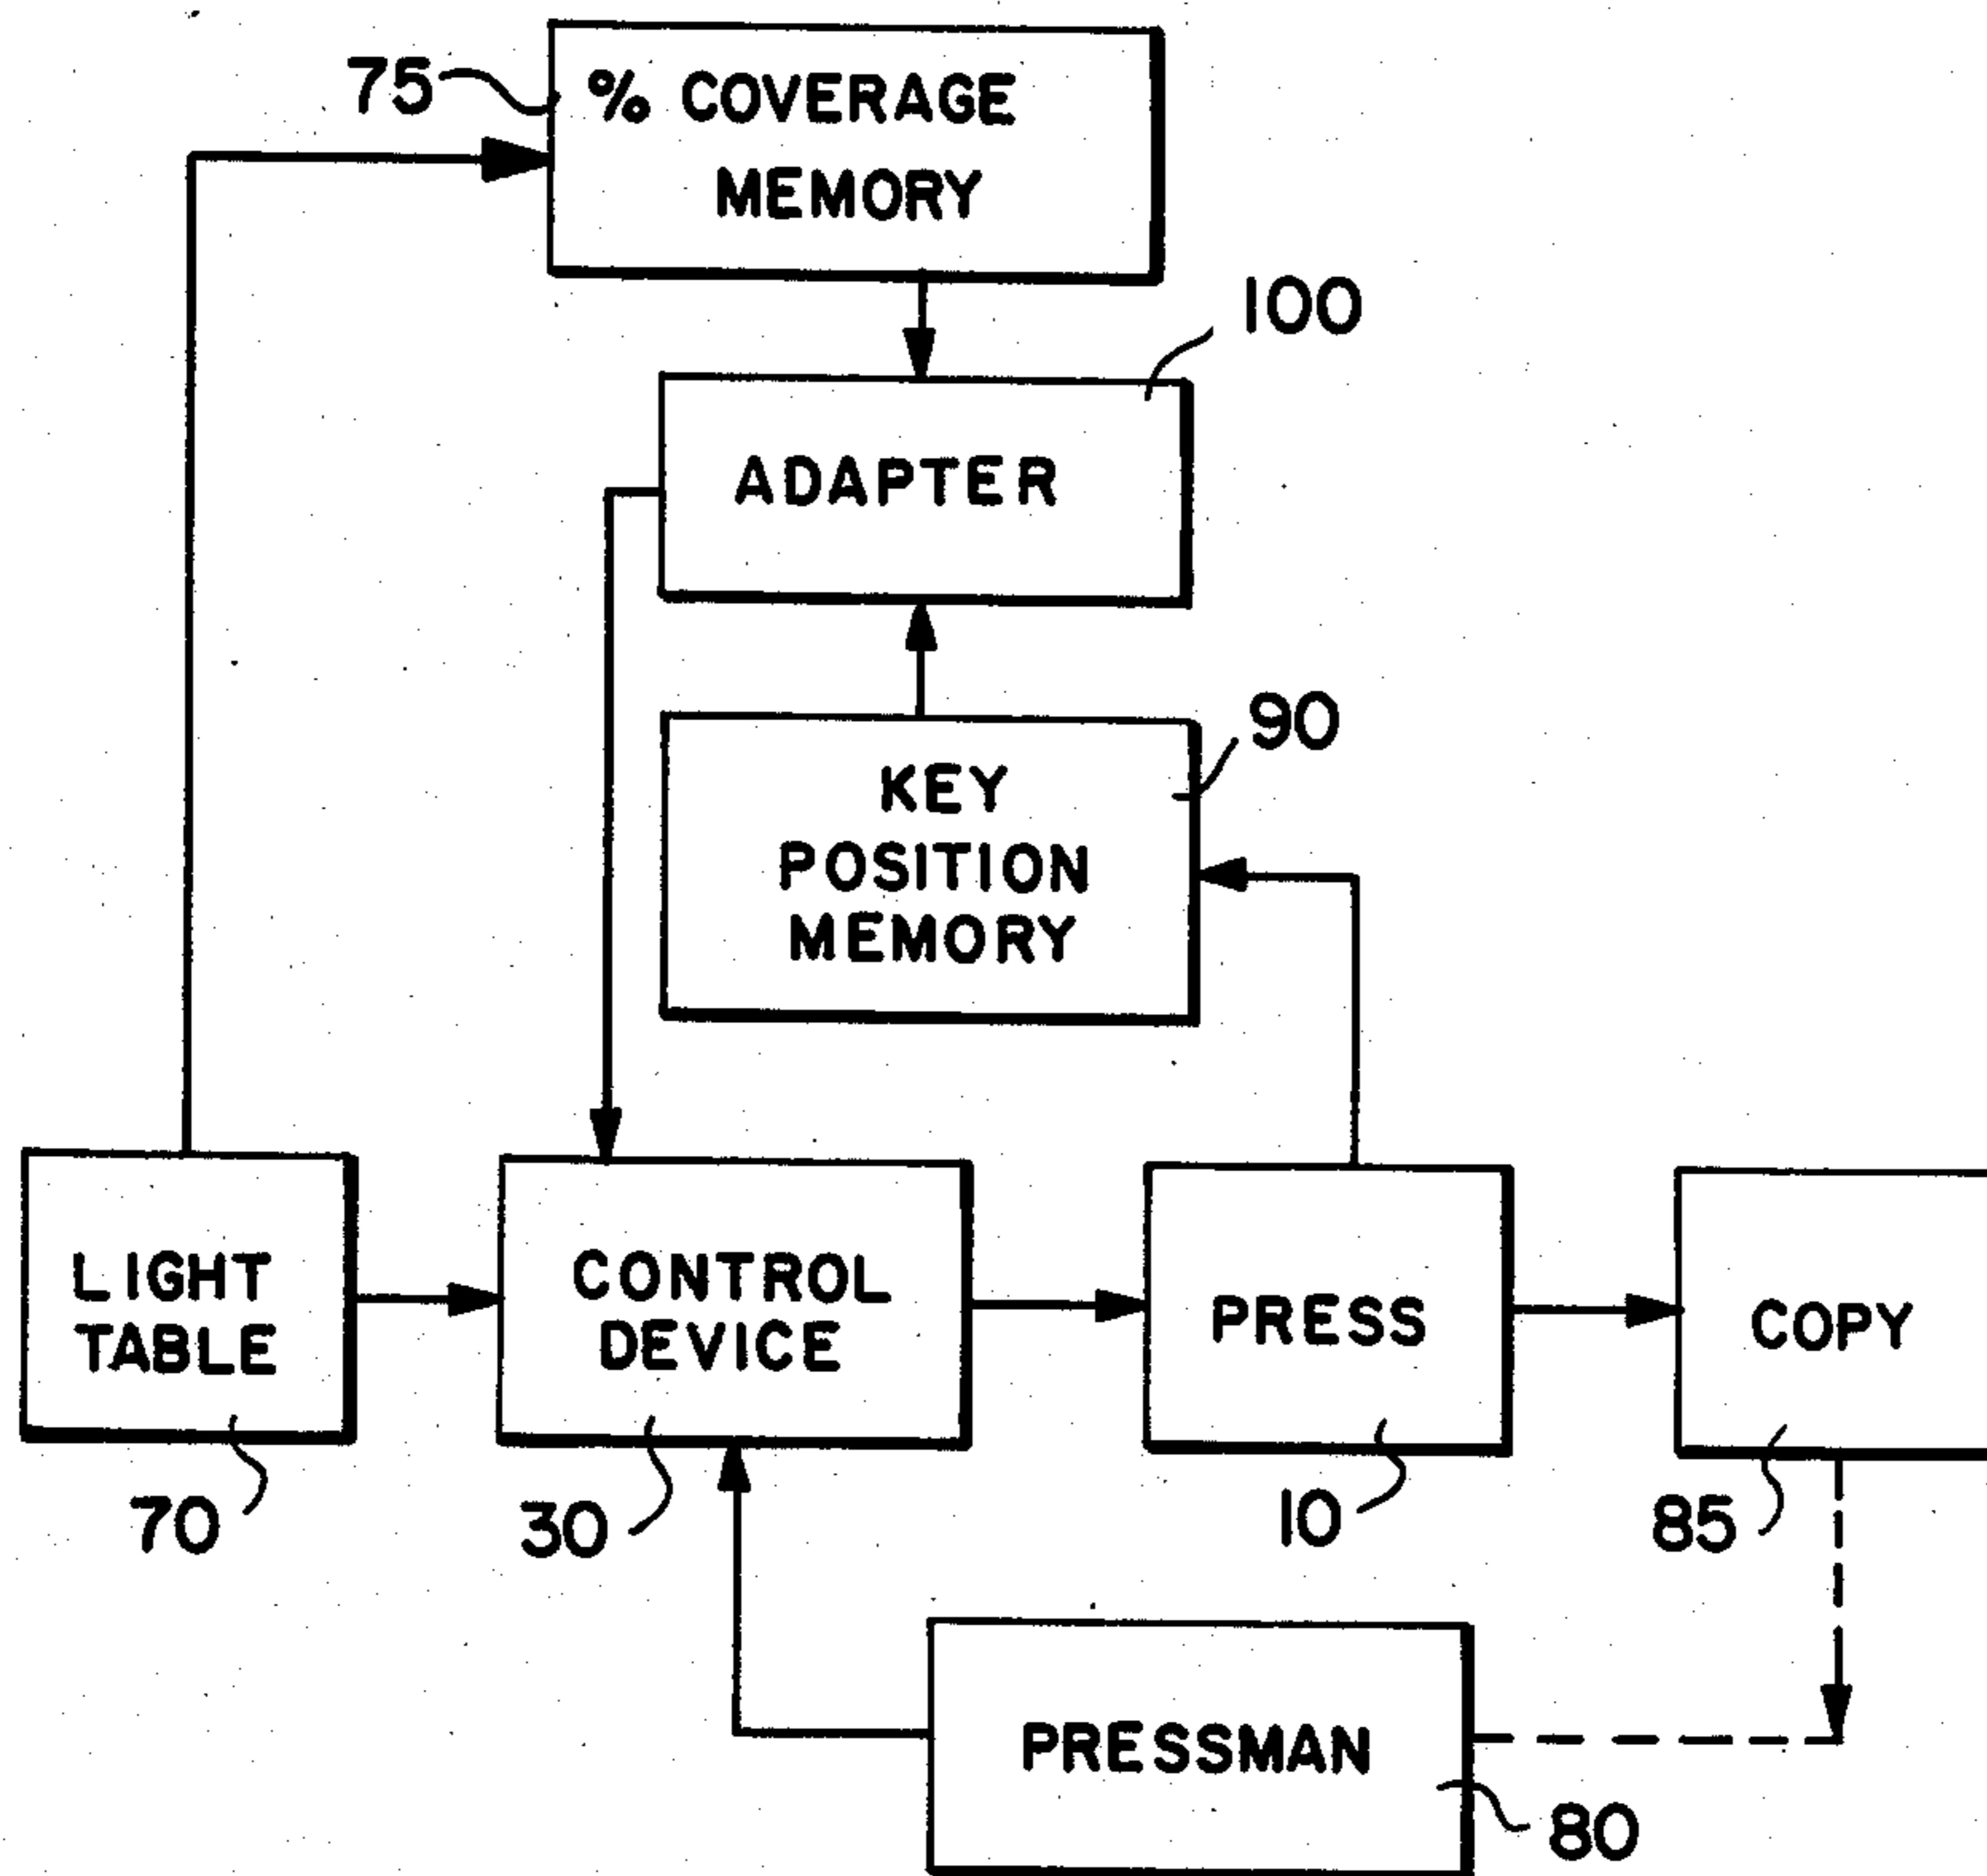 75
% COVERAGE
MEMORY
100
ADAPTER
90
KEY
POSITION
MEMORY
LIGHT
TABLE
CONTROL
DEVICE
PRESS
COPY
70
30
10
85
PRESSMAN
80